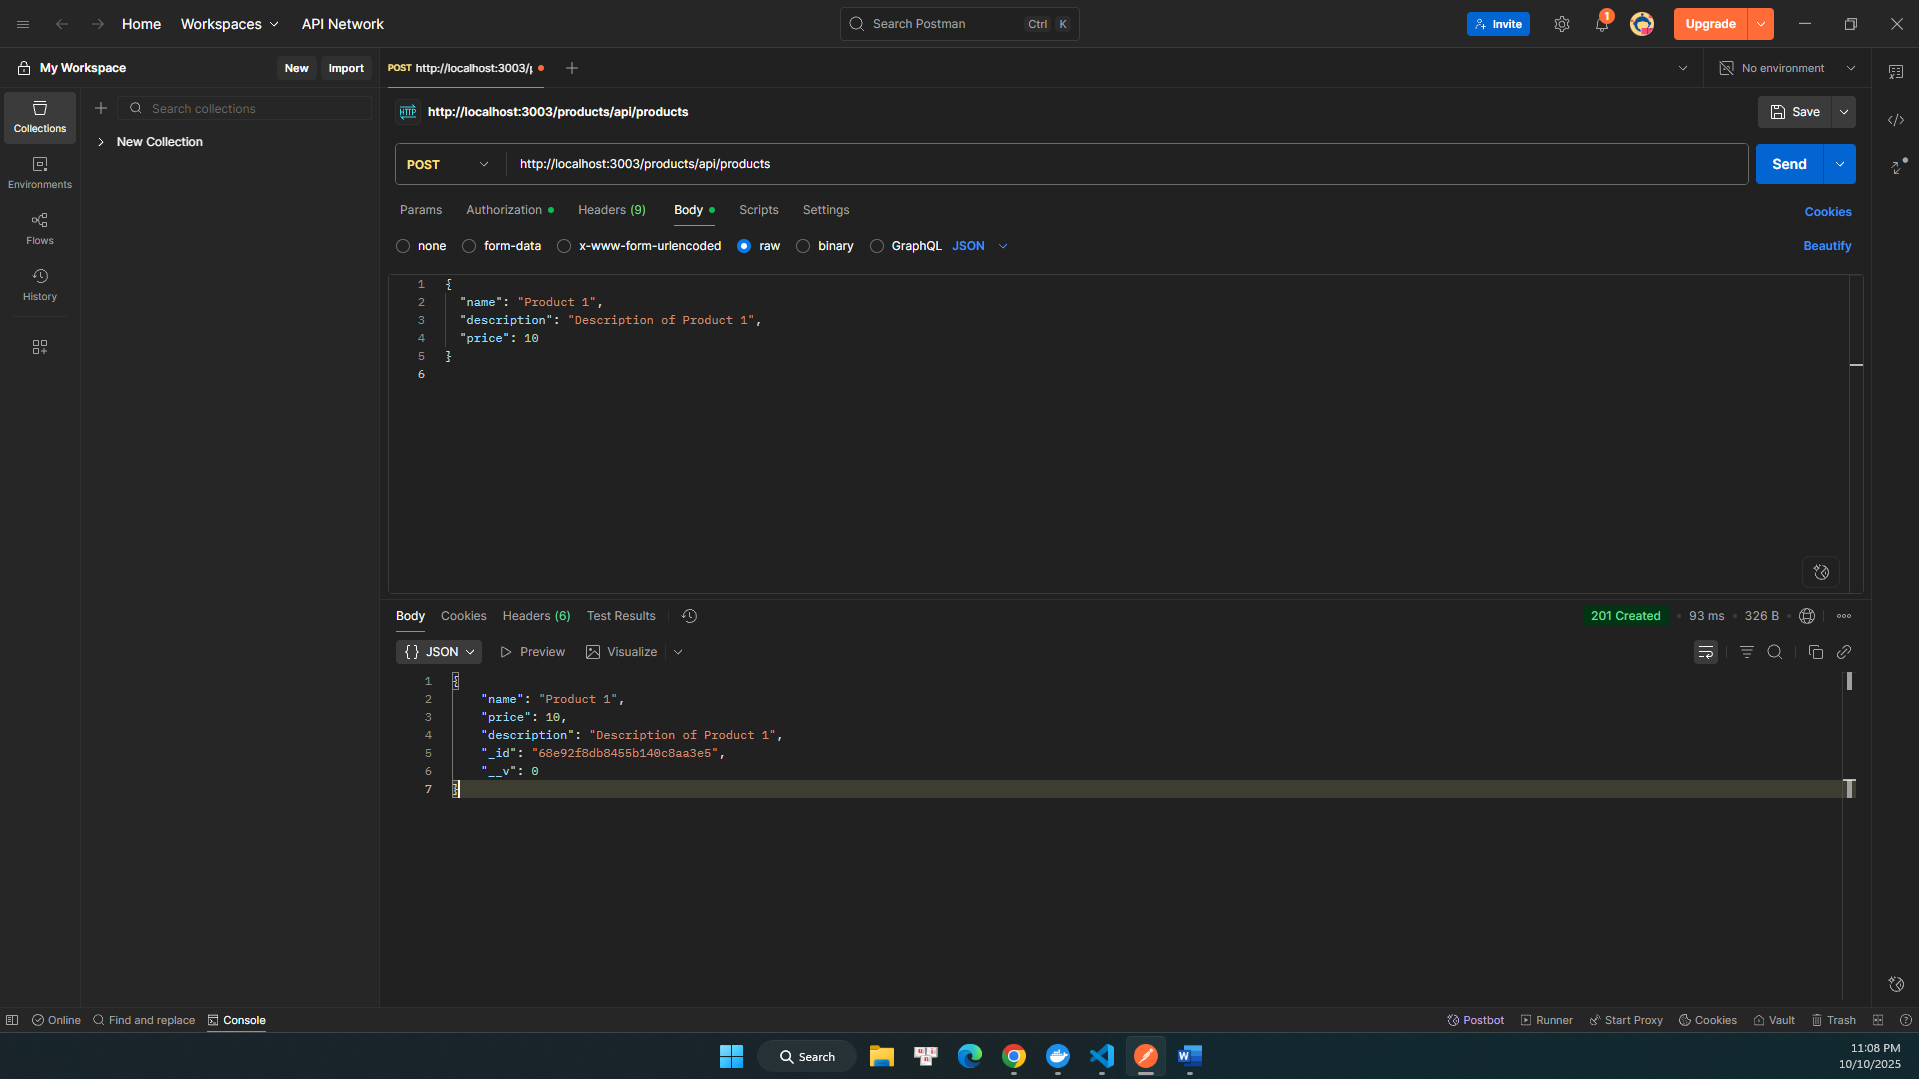 Home Workspaces API Network Search Postman Ctrl K Invite 1 Upgrade
My Workspace New Import POST http://localhost:3003/p No environment
Collections Search collections http://localhost:3003/products/api/products Save
New Collection
Environments POST http://localhost:3003/products/api/products Send
Flows Params Authorization Headers (9) Body Scripts Settings Cookies
none form-data x-www-form-urlencoded raw binary GraphQL JSON Beautify
History
1 {
2 "name": "Product 1",
3 "description": "Description of Product 1",
4 "price": 10
5 }
6
Body Cookies Headers (6) Test Results 201 Created 93 ms 326 B
{} JSON Preview Visualize
1 {
2 "name": "Product 1",
3 "price": 10,
4 "description": "Description of Product 1",
5 "_id": "68e92f8db8455b140c8aa3e5",
6 "__v": 0
7 }
Online Find and replace Console Postbot Runner Start Proxy Cookies Vault Trash
Search
11:08 PM
10/10/2025